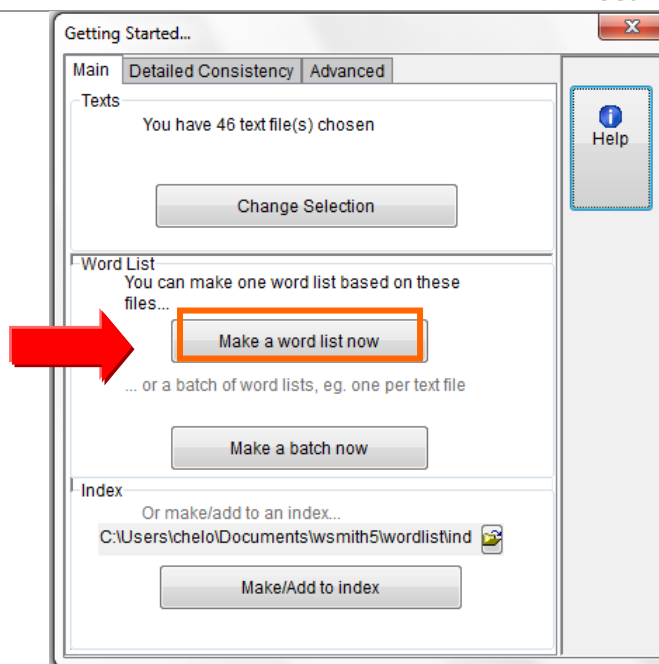 Getting Started...
Main Detailed Consistency Advanced
Texts
You have 46 text file(s) chosen
Help
Change Selection
Word List
You can make one word list based on these
files...
Make a word list now
... or a batch of word lists, eg. one per text file
Make a batch now
Index
Or make/add to an index...
C:\Users\chelo\Documents\wsmith5\wordlist\ind
Make/Add to index